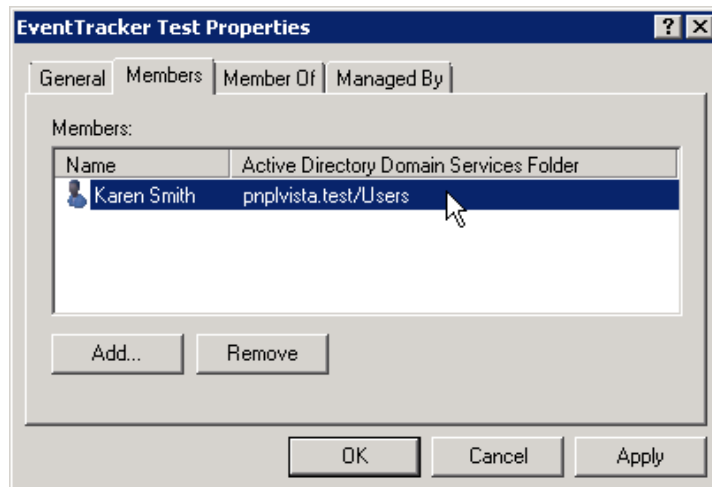 EventTracker Test Properties
General Members Member Of Managed By
Members:
Name Active Directory Domain Services Folder
Karen Smith pnplvista.test/Users
Add... Remove
OK Cancel Apply